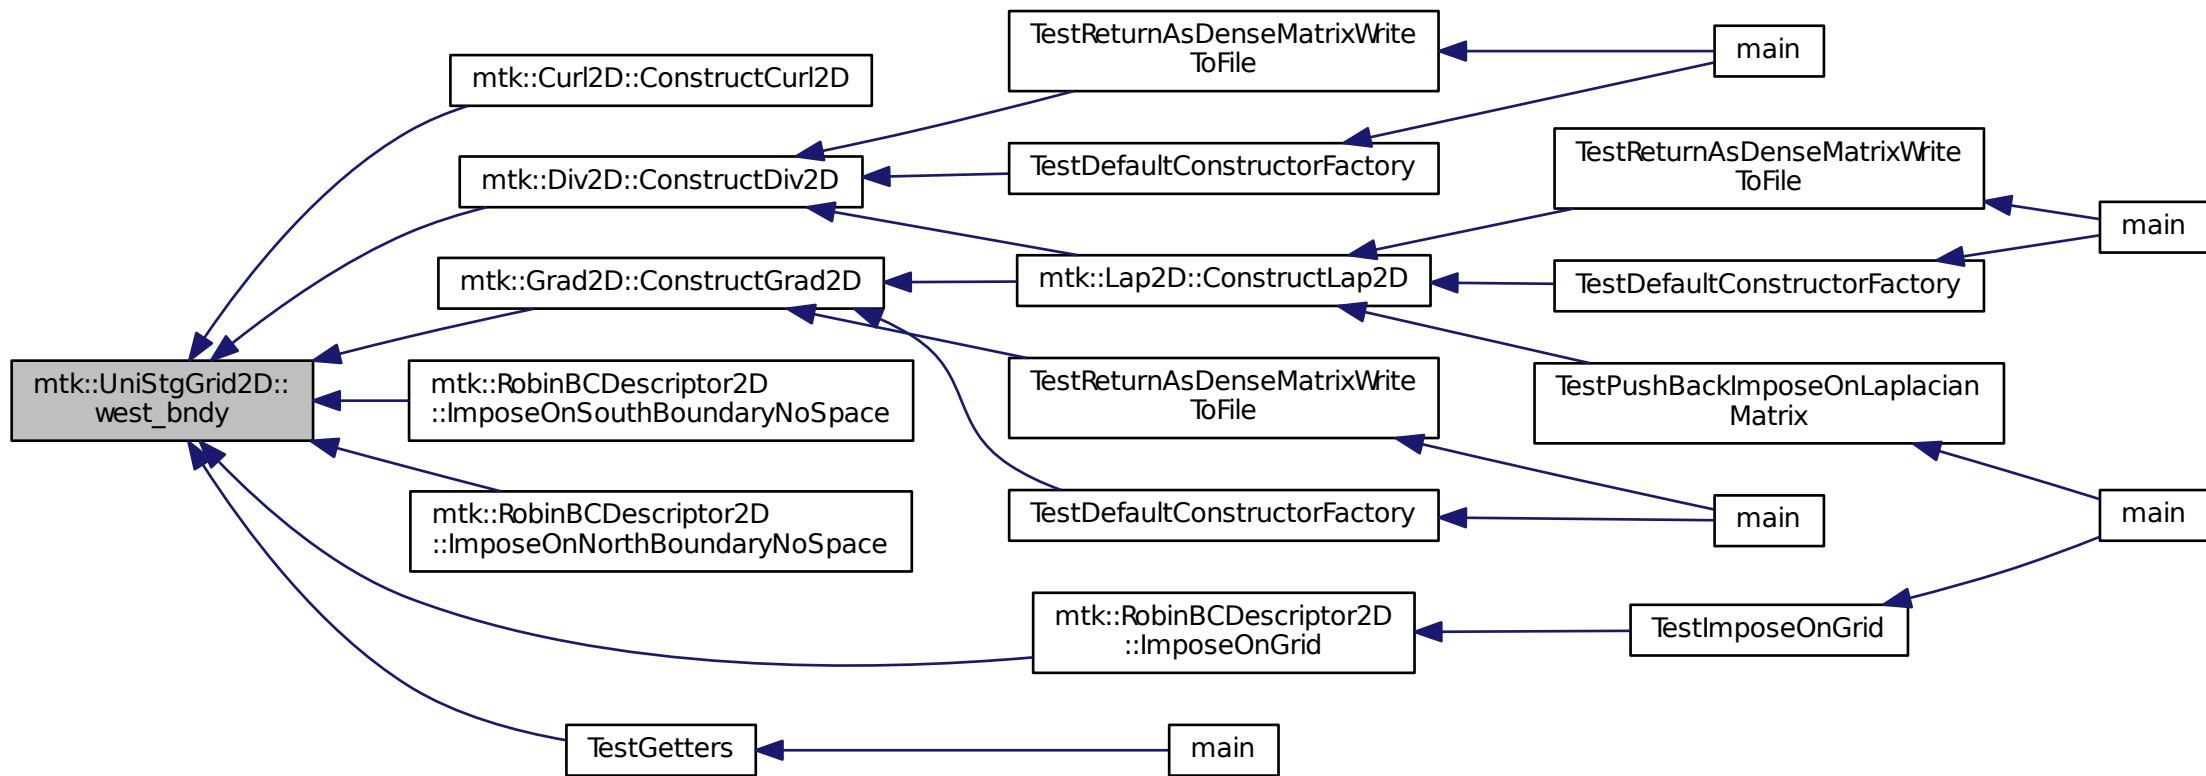 mtk::UniStgGrid2D::
west_bndy
mtk::Curl2D::ConstructCurl2D
mtk::Div2D::ConstructDiv2D
mtk::Grad2D::ConstructGrad2D
mtk::RobinBCDescriptor2D
::ImposeOnSouthBoundaryNoSpace
mtk::RobinBCDescriptor2D
::ImposeOnNorthBoundaryNoSpace
TestGetters
TestReturnAsDenseMatrixWrite
ToFile
TestDefaultConstructorFactory
mtk::Lap2D::ConstructLap2D
TestReturnAsDenseMatrixWrite
ToFile
TestDefaultConstructorFactory
mtk::RobinBCDescriptor2D
::ImposeOnGrid
main
main
TestReturnAsDenseMatrixWrite
ToFile
TestDefaultConstructorFactory
TestPushBackImposeOnLaplacian
Matrix
main
TestImposeOnGrid
main
main